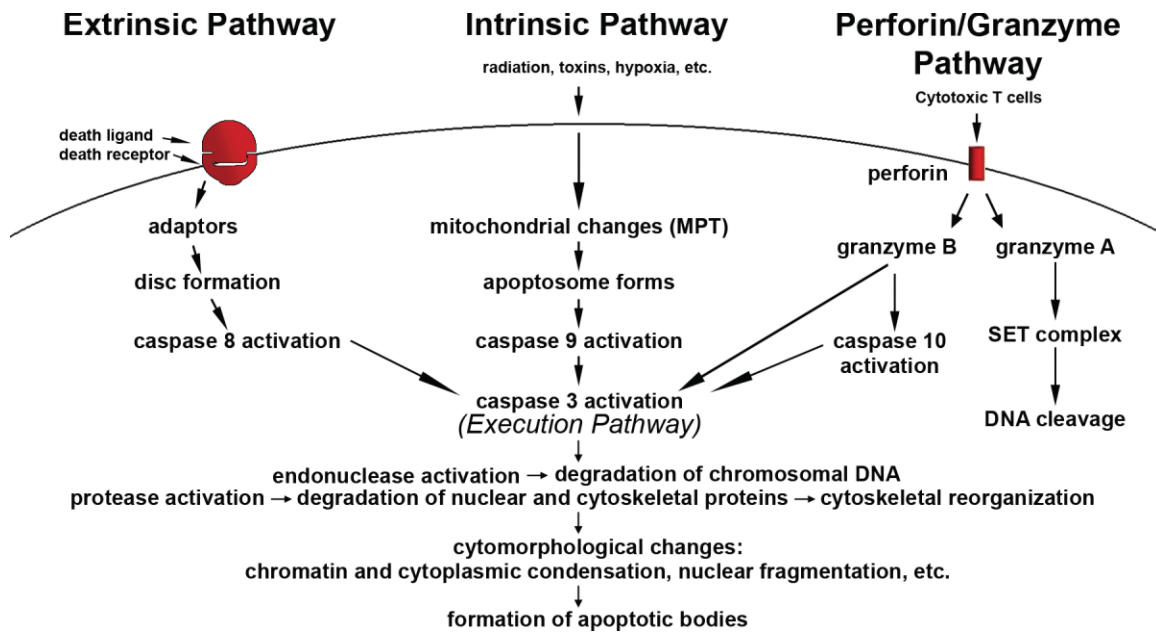 Extrinsic Pathway
Intrinsic Pathway
Perforin/Granzyme
Pathway
radiation, toxins, hypoxia, etc.
Cytotoxic T cells
death ligand
death receptor
perforin
adaptors
mitochondrial changes (MPT)
granzyme B
granzyme A
disc formation
apoptosome forms
caspase 8 activation
caspase 9 activation
caspase 10
activation
SET complex
caspase 3 activation
(Execution Pathway)
DNA cleavage
endonuclease activation → degradation of chromosomal DNA
protease activation → degradation of nuclear and cytoskeletal proteins → cytoskeletal reorganization
cytomorphological changes:
chromatin and cytoplasmic condensation, nuclear fragmentation, etc.
formation of apoptotic bodies